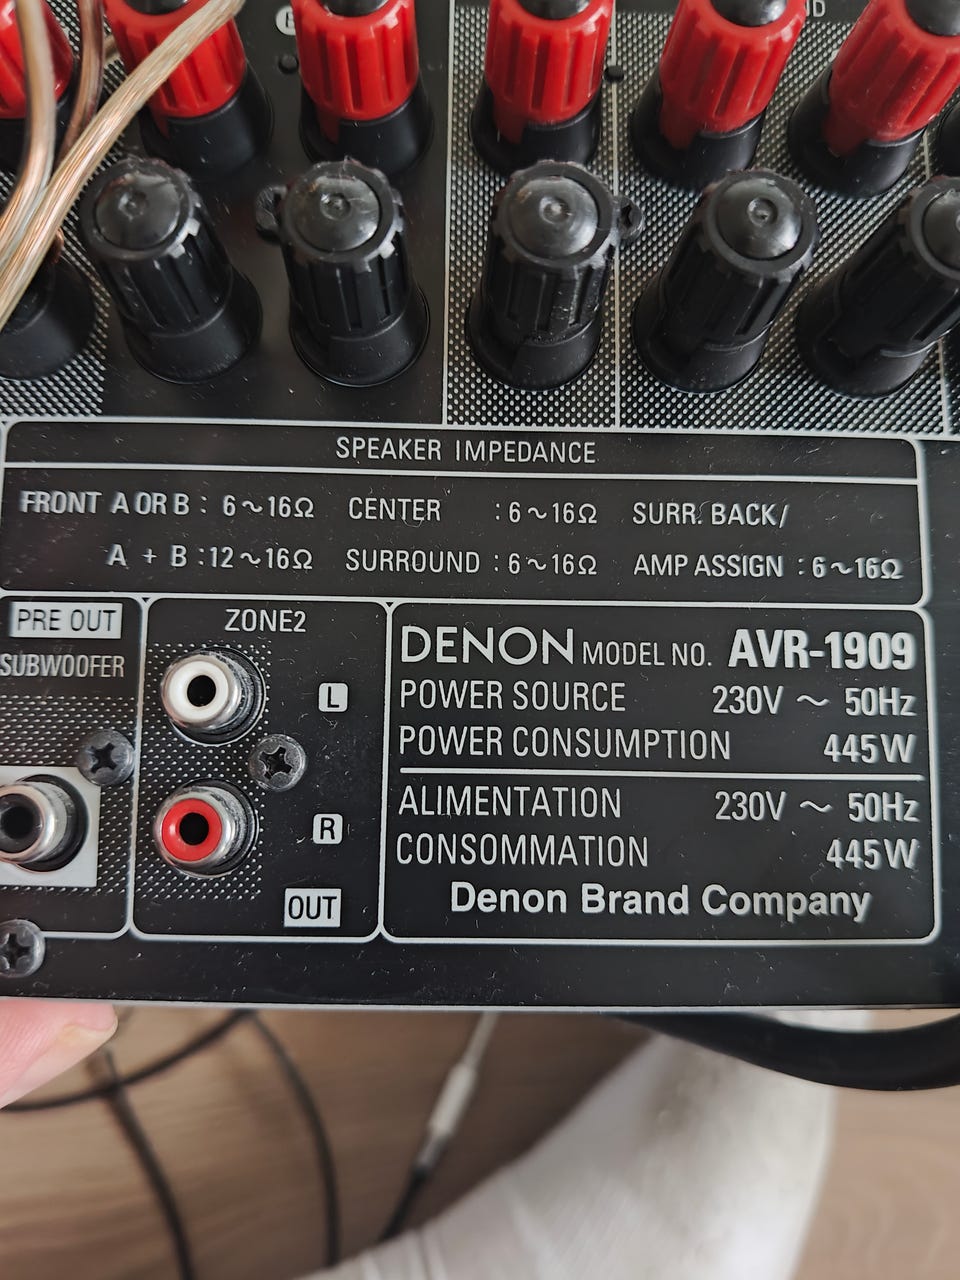 SPEAKER IMPEDANCE
FRONT A OR B : 6～16Ω CENTER : 6～16Ω SURR. BACK/
A + B : 12～16Ω SURROUND : 6～16Ω AMP ASSIGN : 6～16Ω
PRE OUT
SUBWOOFER
ZONE2
L
R
OUT
DENON MODEL NO. AVR-1909
POWER SOURCE 230V ～ 50Hz
POWER CONSUMPTION 445W
ALIMENTATION 230V ～ 50Hz
CONSOMMATION 445W
Denon Brand Company